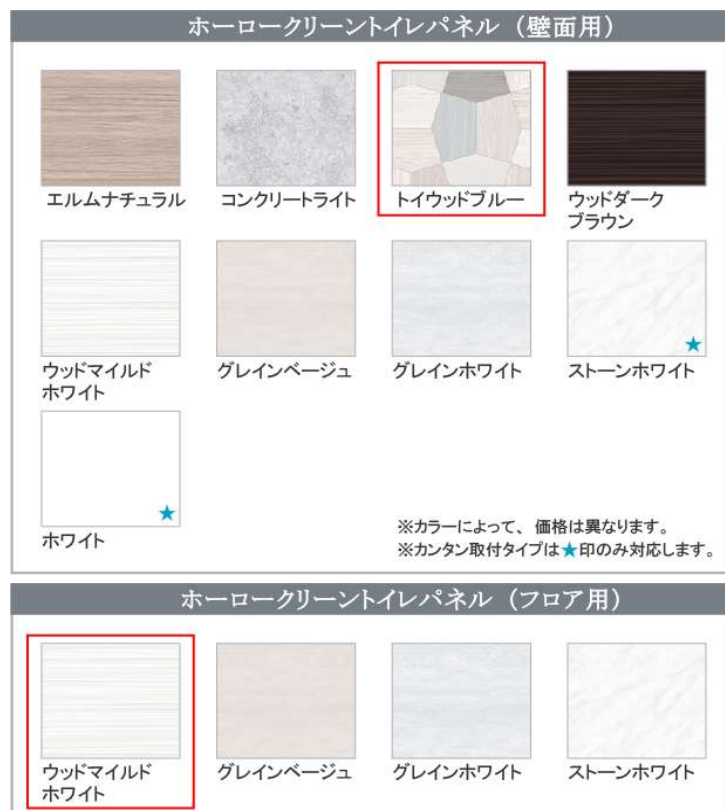 ホーロークリーントイレパネル（壁面用）
エルムナチュラル
コンクリートライト
トイウッドブルー
ウッドダーク
ブラウン
ウッドマイルド
ホワイト
グレインベージュ
グレインホワイト
ストーンホワイト
★
ホワイト
★
※カラーによって、価格は異なります。
※カンタン取付タイプは★印のみ対応します。
ホーロークリーントイレパネル（フロア用）
ウッドマイルド
ホワイト
グレインベージュ
グレインホワイト
ストーンホワイト